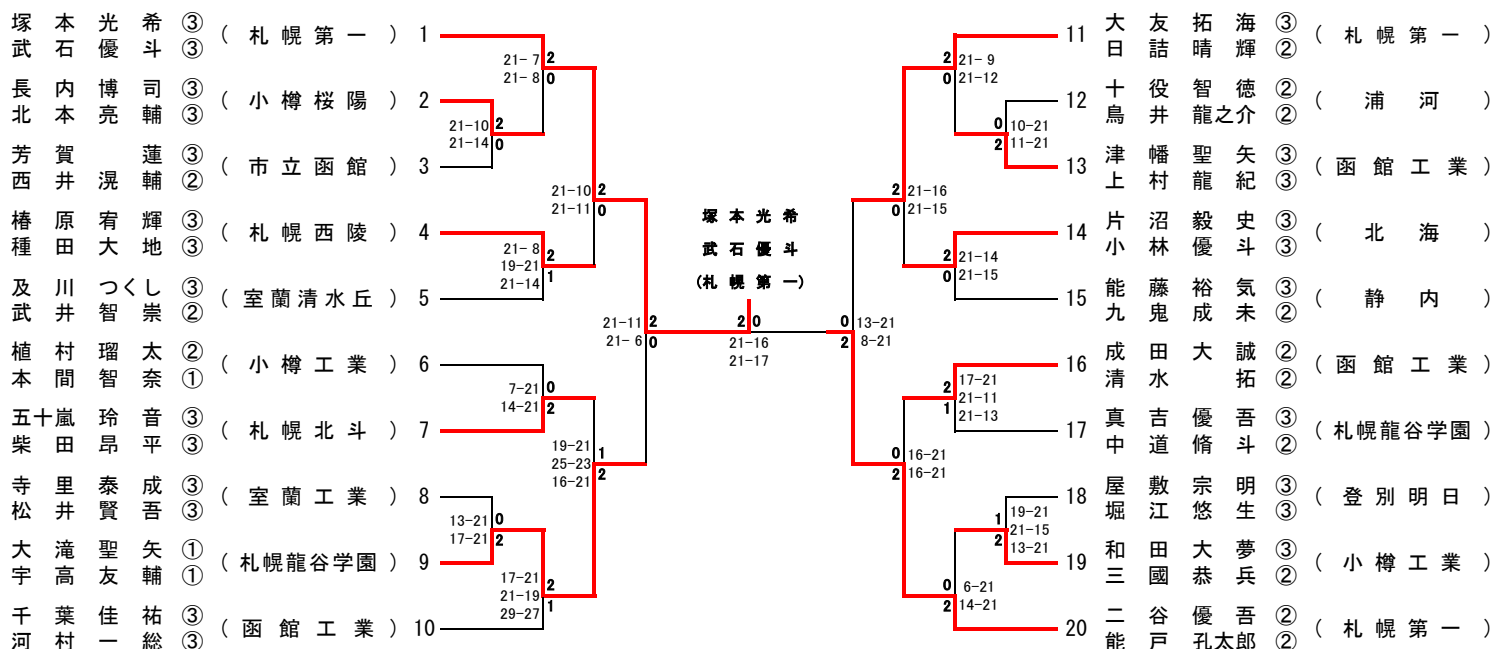 塚本光希 ③
武石優斗 ③
( 札幌第一 ) 1
長内博司 ③
北本亮輔 ③
( 小樽桜陽 ) 2
芳賀蓮 ③
西井滉輔 ②
( 市立函館 ) 3
椿原宥輝 ③
種田大地 ③
( 札幌西陵 ) 4
及川つくし ③
武井智崇 ②
( 室蘭清水丘 ) 5
植村瑠太 ②
本間智奈 ①
( 小樽工業 ) 6
五十嵐玲音 ③
柴田昂平 ③
( 札幌北斗 ) 7
寺里泰成 ③
松井賢吾 ③
( 室蘭工業 ) 8
大滝聖矢 ①
宇高友輔 ①
( 札幌龍谷学園 ) 9
千葉佳祐 ③
河村一総 ③
( 函館工業 ) 10
21- 7 2
21- 8 0
21-10 2
21-14 0
21-10 2
21-11 0
21- 8 2
19-21
21-14 1
21-11 2
21- 6 0
7-21 0
14-21 2
19-21 1
25-23
16-21 2
13-21 0
17-21 2
17-21 2
21-19
29-27 1
塚本光希
武石優斗
(札幌第一)
2 0
21-16
21-17
2 21- 9
0 21-12
0 10-21
2 11-21
2 21-16
0 21-15
2 21-14
0 21-15
0 13-21
2 8-21
2 17-21
21-11
1 21-13
0 16-21
2 16-21
1 19-21
21-15
2 13-21
0 6-21
2 14-21
11 大友拓海 ③
日詰晴輝 ②
( 札幌第一 )
12 十役智徳 ②
鳥井龍之介 ②
( 浦河 )
13 津幡聖矢 ③
上村龍紀 ③
( 函館工業 )
14 片沼毅史 ③
小林優斗 ③
( 北海 )
15 能藤裕気 ③
九鬼成未 ②
( 静内 )
16 成田大誠 ②
清水拓 ②
( 函館工業 )
17 真吉優吾 ③
中道脩斗 ②
( 札幌龍谷学園 )
18 屋敷宗明 ③
堀江悠生 ③
( 登別明日 )
19 和田大夢 ③
三國恭兵 ②
( 小樽工業 )
20 二谷優吾 ②
能戸孔太郎 ②
( 札幌第一 )